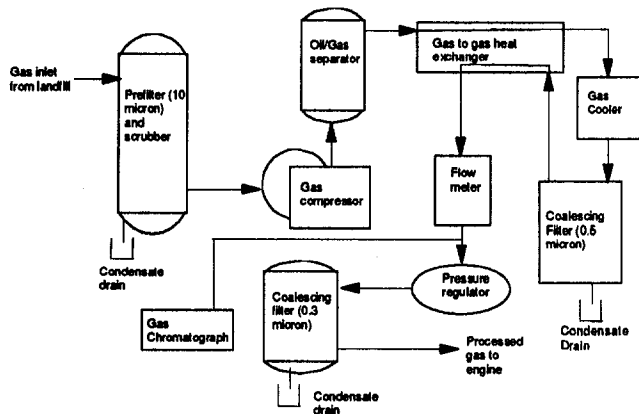 Gas inlet
from landfill
Prefilter (10
micron)
and
scrubber
Condensate
drain
Gas
compressor
Oil/Gas
separator
Gas to gas heat
exchanger
Gas
Cooler
Coalescing
Filter (0.5
micron)
Condensate
Drain
Flow
meter
Pressure
regulator
Gas
Chromatograph
Coalescing
filter (0.3
micron)
Condensate
drain
Processed
gas to
engine